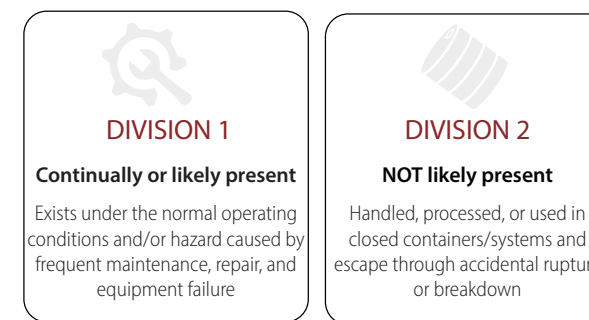 DIVISION 1
Continually or likely present
Exists under the normal operating
conditions and/or hazard caused by
frequent maintenance, repair, and
equipment failure
DIVISION 2
NOT likely present
Handled, processed, or used in
closed containers/systems and
escape through accidental ruptur
or breakdown